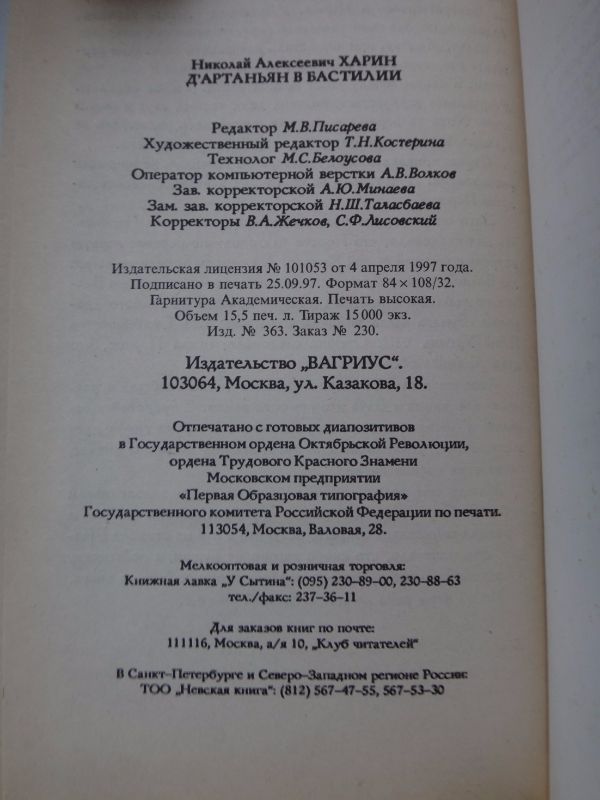 Николай Алексеевич ХАРИН
Д'АРТАНЬЯН В БАСТИЛИИ
Редактор М.В.Писарева
Художественный редактор Т.Н.Костерина
Технолог М.С.Белоусова
Оператор компьютерной верстки А.В.Волков
Зав. корректорской А.Ю.Минаева
Зам. зав. корректорской Н.Ш.Таласбаева
Корректоры В.А.Жечков, С.Ф.Лисовский
Издательская лицензия № 101053 от 4 апреля 1997 года.
Подписано в печать 25.09.97. Формат 84 × 108/32.
Гарнитура Академическая. Печать высокая.
Объем 15,5 печ. л. Тираж 15 000 экз.
Изд. № 363. Заказ № 230.
Издательство „ВАГРИУС“.
103064, Москва, ул. Казакова, 18.
Отпечатано с готовых диапозитивов
в Государственном ордена Октябрьской Революции,
ордена Трудового Красного Знамени
Московском предприятии
«Первая Образцовая типография»
Государственного комитета Российской Федерации по печати.
113054, Москва, Валовая, 28.
Мелкооптовая и розничная торговля:
Книжная лавка „У Сытина“: (095) 230–89–00, 230–88–63
тел./факс: 237–36–11
Для заказов книг по почте:
111116, Москва, а/я 10, „Клуб читателей“
В Санкт–Петербурге и Северо–Западном регионе России:
ТОО „Невская книга“: (812) 567–47–55, 567–53–30